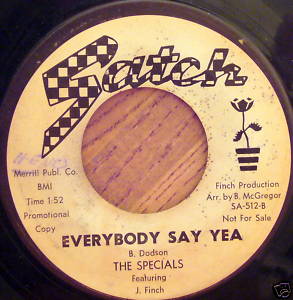 Satch
Merrill Publ. Co.
BMI
Time 1:52
Promotional
Copy
Finch Production
Arr. by B. McGregor
SA-512-B
Not For Sale
EVERYBODY SAY YEA
B. Dodson
THE SPECIALS
Featuring
J. Finch